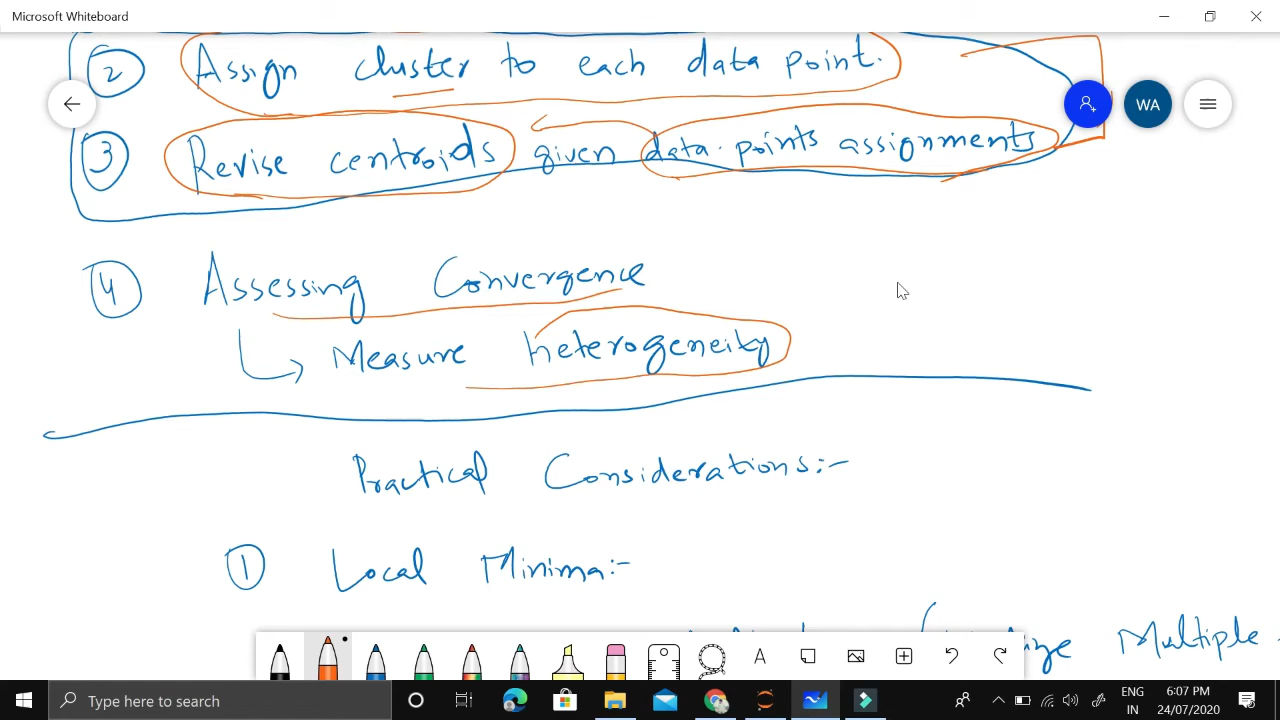 Microsoft Whiteboard
2 Assign cluster to each data point.
WA
3 Revise centroids given data points assignments
4 Assessing Convergence
Measure heterogeneity
Practical Considerations:-
1 Local Minima:-
Multiple
A
Type here to search
ENG
IN
6:07 PM
24/07/2020